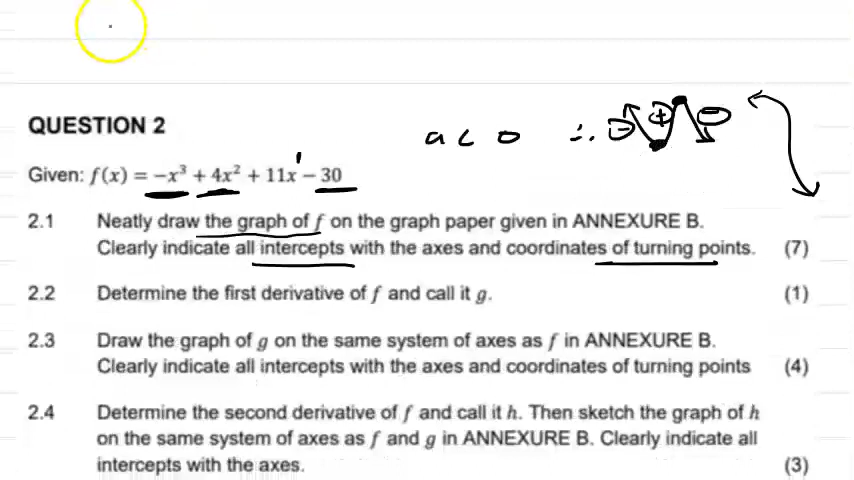 QUESTION 2
a < 0 ∴ - + -
Given: f(x) = −x³ + 4x² + 11x − 30
2.1 Neatly draw the graph of f on the graph paper given in ANNEXURE B.
Clearly indicate all intercepts with the axes and coordinates of turning points. (7)
2.2 Determine the first derivative of f and call it g. (1)
2.3 Draw the graph of g on the same system of axes as f in ANNEXURE B.
Clearly indicate all intercepts with the axes and coordinates of turning points (4)
2.4 Determine the second derivative of f and call it h. Then sketch the graph of h
on the same system of axes as f and g in ANNEXURE B. Clearly indicate all
intercepts with the axes. (3)